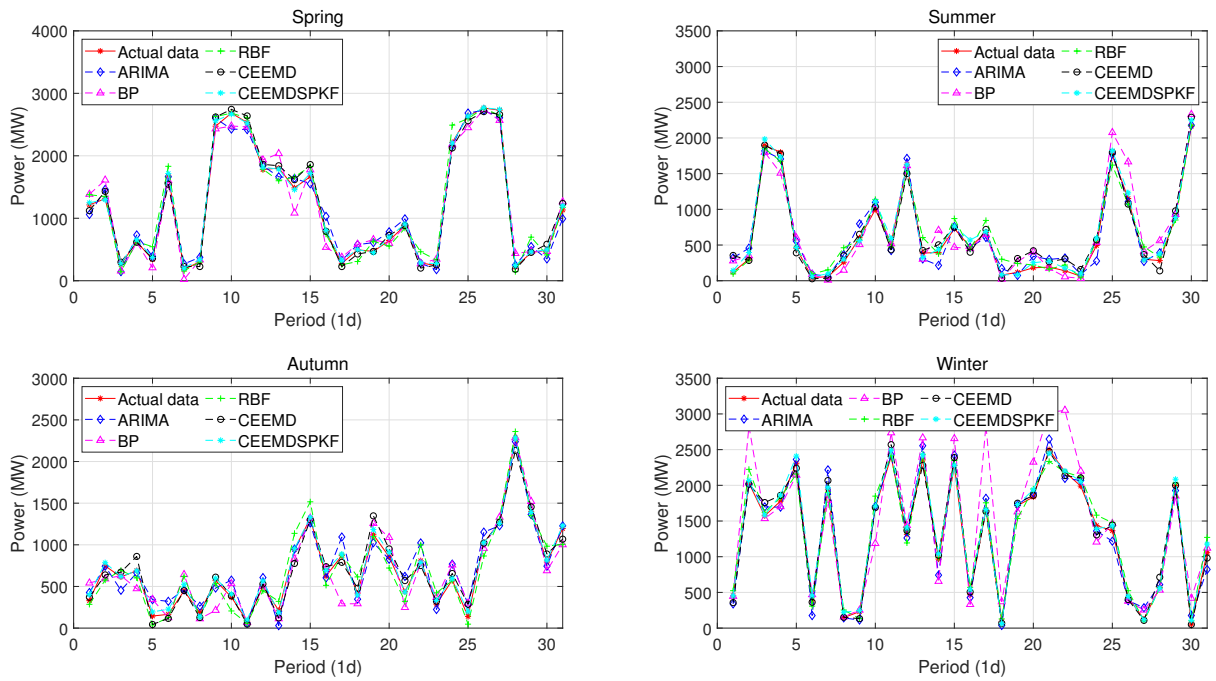 Spring
4000
3000
2000
1000
0
0 5 10 15 20 25 30
Power (MW)
Period (1d)
Actual data RBF
ARIMA CEEMD
BP CEEMDSPKF
Summer
3500
3000
2500
2000
1500
1000
500
0
0 5 10 15 20 25 30
Power (MW)
Period (1d)
Actual data RBF
ARIMA CEEMD
BP CEEMDSPKF
Autumn
3000
2500
2000
1500
1000
500
0
0 5 10 15 20 25 30
Power (MW)
Period (1d)
Actual data RBF
ARIMA CEEMD
BP CEEMDSPKF
Winter
3500
3000
2500
2000
1500
1000
500
0
0 5 10 15 20 25 30
Power (MW)
Period (1d)
Actual data BP CEEMD
ARIMA RBF CEEMDSPKF